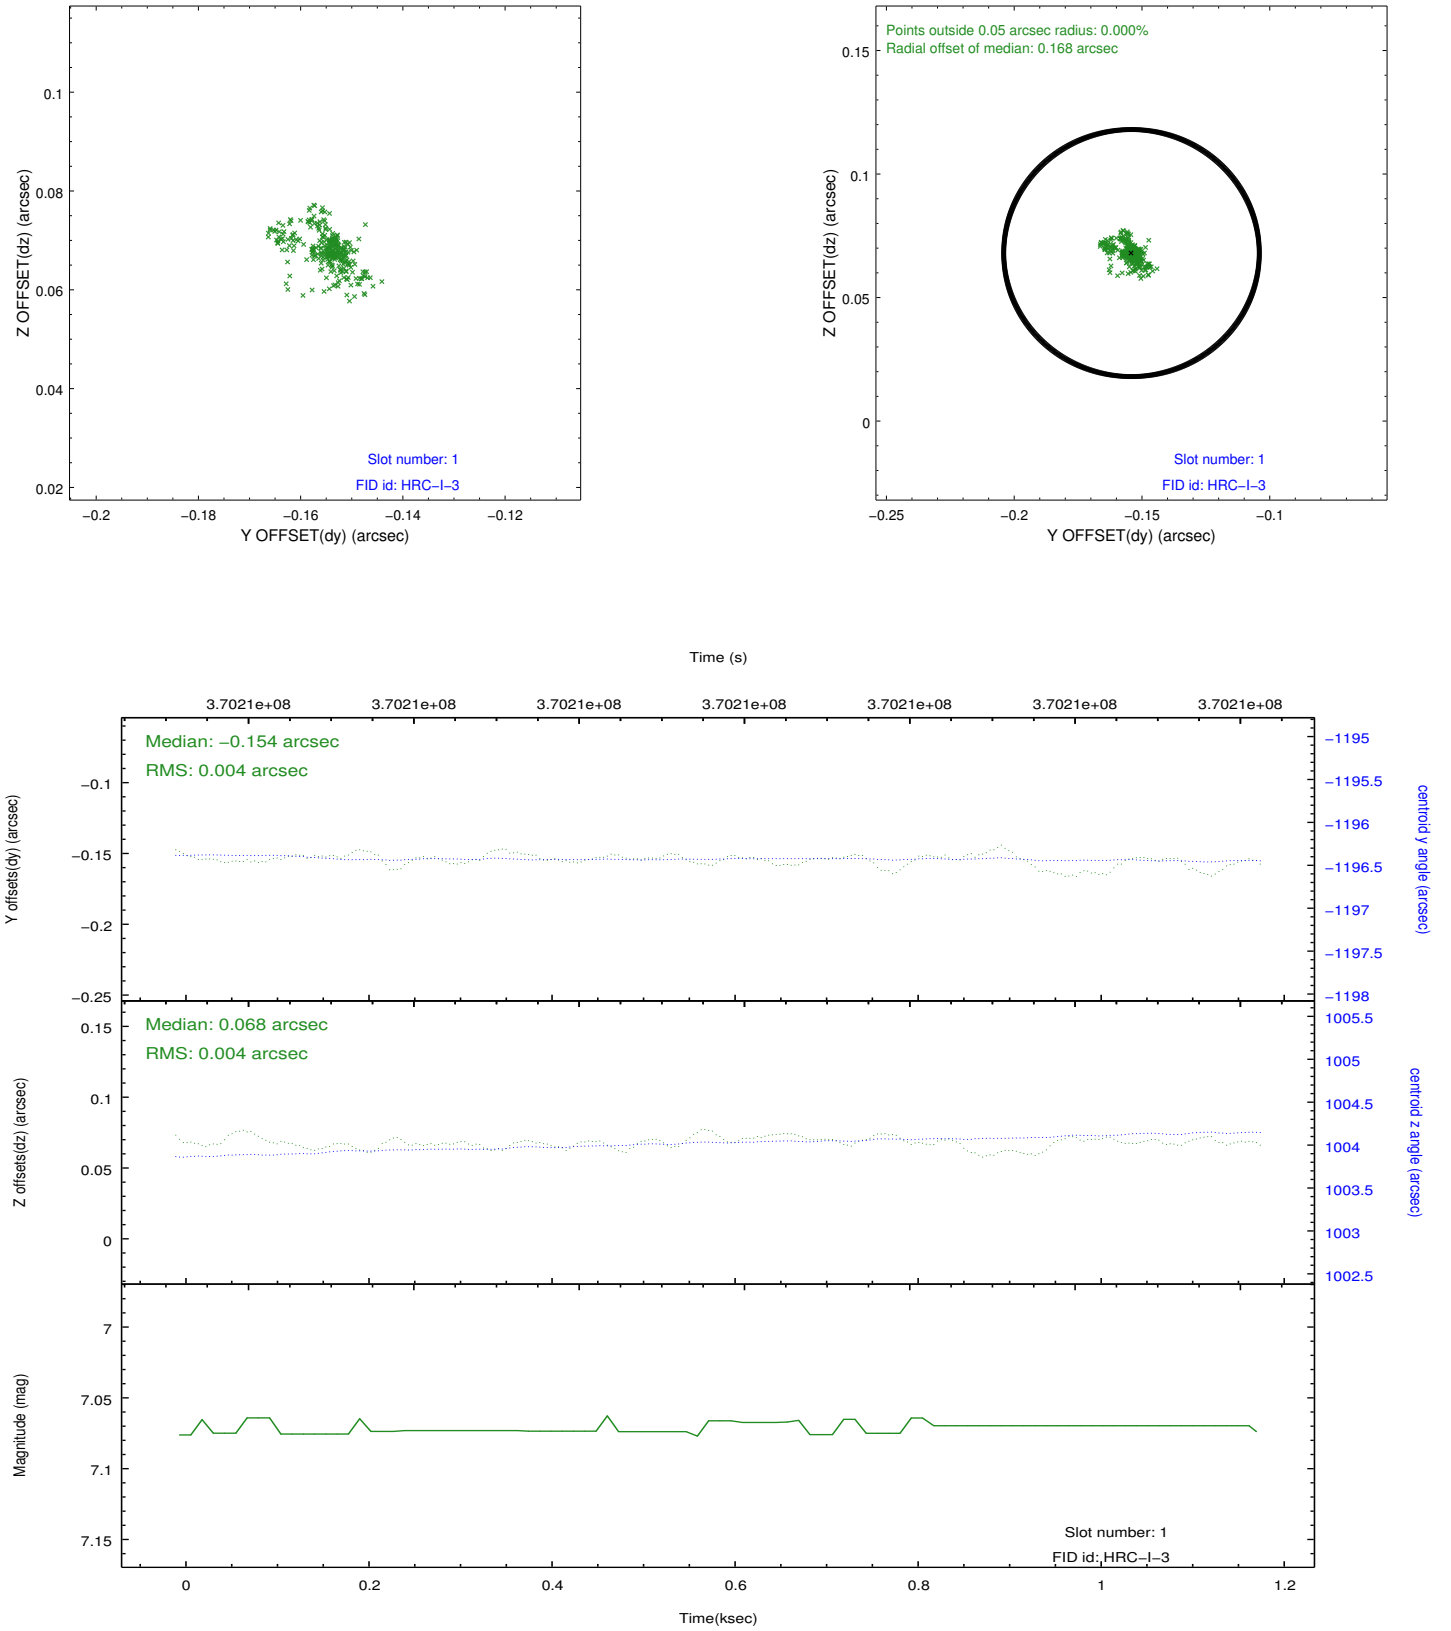 0.1
0.08
0.06
0.04
0.02
Z OFFSET(dz) (arcsec)
−0.2 −0.18 −0.16 −0.14 −0.12
Y OFFSET(dy) (arcsec)
Slot number: 1
FID id: HRC−I−3
Points outside 0.05 arcsec radius: 0.000%
Radial offset of median: 0.168 arcsec
0.15
0.1
0.05
0
Z OFFSET(dz) (arcsec)
−0.25 −0.2 −0.15 −0.1
Y OFFSET(dy) (arcsec)
Slot number: 1
FID id: HRC−I−3
Time (s)
3.7021e+08 3.7021e+08 3.7021e+08 3.7021e+08 3.7021e+08 3.7021e+08 3.7021e+08
Median: −0.154 arcsec
RMS: 0.004 arcsec
−0.1
−0.15
−0.2
−0.25
Y offsets(dy) (arcsec)
−1195
−1195.5
−1196
−1196.5
−1197
−1197.5
−1198
centroid y angle (arcsec)
Median: 0.068 arcsec
RMS: 0.004 arcsec
0.15
0.1
0.05
0
Z offsets(dz) (arcsec)
1005.5
1005
1004.5
1004
1003.5
1003
1002.5
centroid z angle (arcsec)
7
7.05
7.1
7.15
Magnitude (mag)
Slot number: 1
FID id: HRC−I−3
0 0.2 0.4 0.6 0.8 1 1.2
Time(ksec)